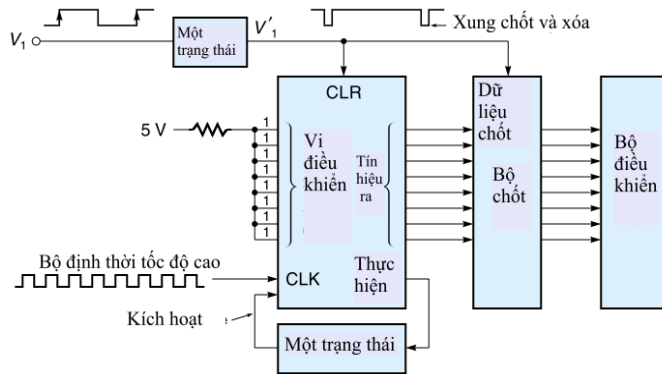 Xung chốt và xóa
V₁
Một
trạng thái
V'₁
CLR
5 V
1
1
1
1
1
1
1
1
Vi
điều
khiển
Tín
hiệu
ra
Dữ
liệu
chốt
Bộ
chốt
Bộ
điều
khiển
Bộ định thời tốc độ cao
CLK
Thực
hiện
Kích hoạt
Một trạng thái